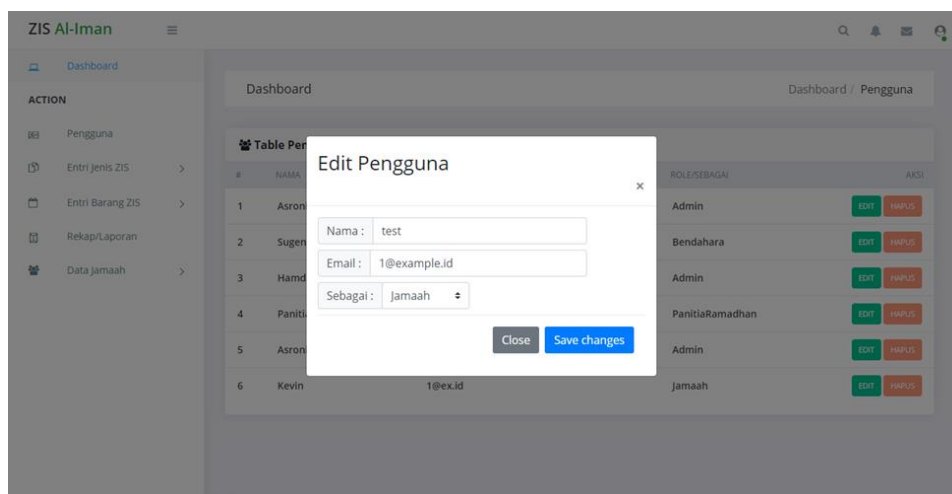 ZIS Al-Iman
Dashboard
ACTION
Pengguna
Entri Jenis ZIS
Entri Barang ZIS
Rekap/Laporan
Data Jamaah
Dashboard
Dashboard / Pengguna
Table Pen
# NAMA ROLE/SEBAGAI AKSI
1 Asroni Admin EDIT HAPUS
2 Sugen Bendahara EDIT HAPUS
3 Hamd Admin EDIT HAPUS
4 Paniti PanitiaRamadhan EDIT HAPUS
5 Asroni Admin EDIT HAPUS
6 Kevin 1@ex.id Jamaah EDIT HAPUS
Edit Pengguna
×
Nama : test
Email : 1@example.id
Sebagai : Jamaah
Close Save changes